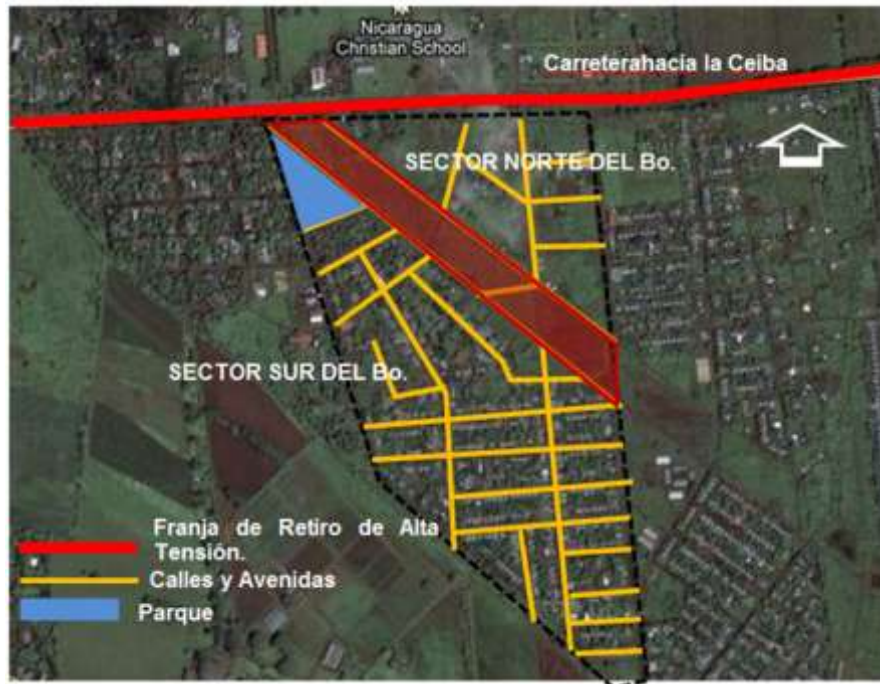 Nicaragua
Christian School
Carreterahacia la Ceiba
SECTOR NORTE DEL Bo.
SECTOR SUR DEL Bo.
Franja de Retiro de Alta
Tensión.
Calles y Avenidas
Parque